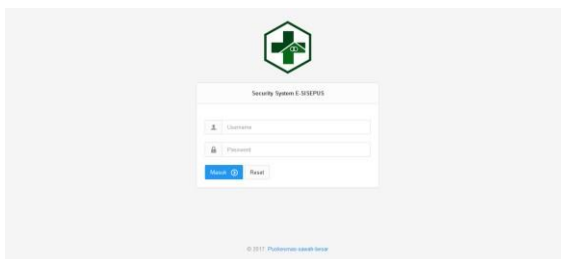 Security System E-SISEPUS
Username
Password
Masuk
Reset
© 2017. Puskesmas sawah besar